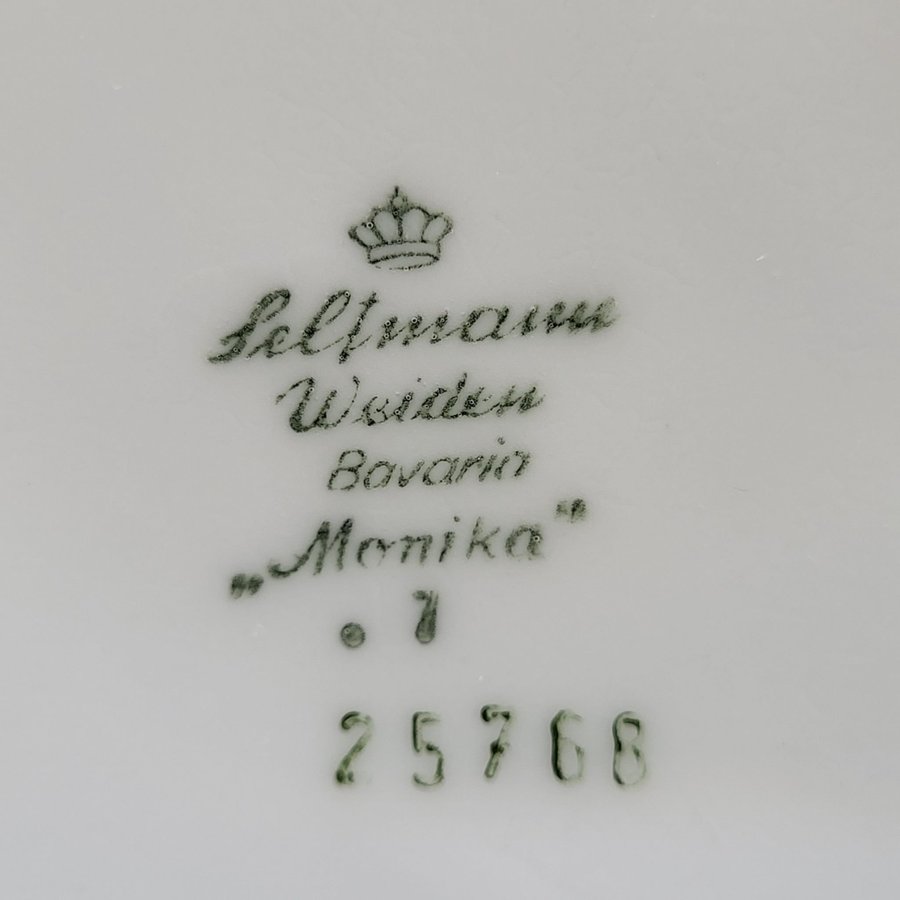 Seltmann
Weiden
Bavaria
„Monika"
. 7
25768